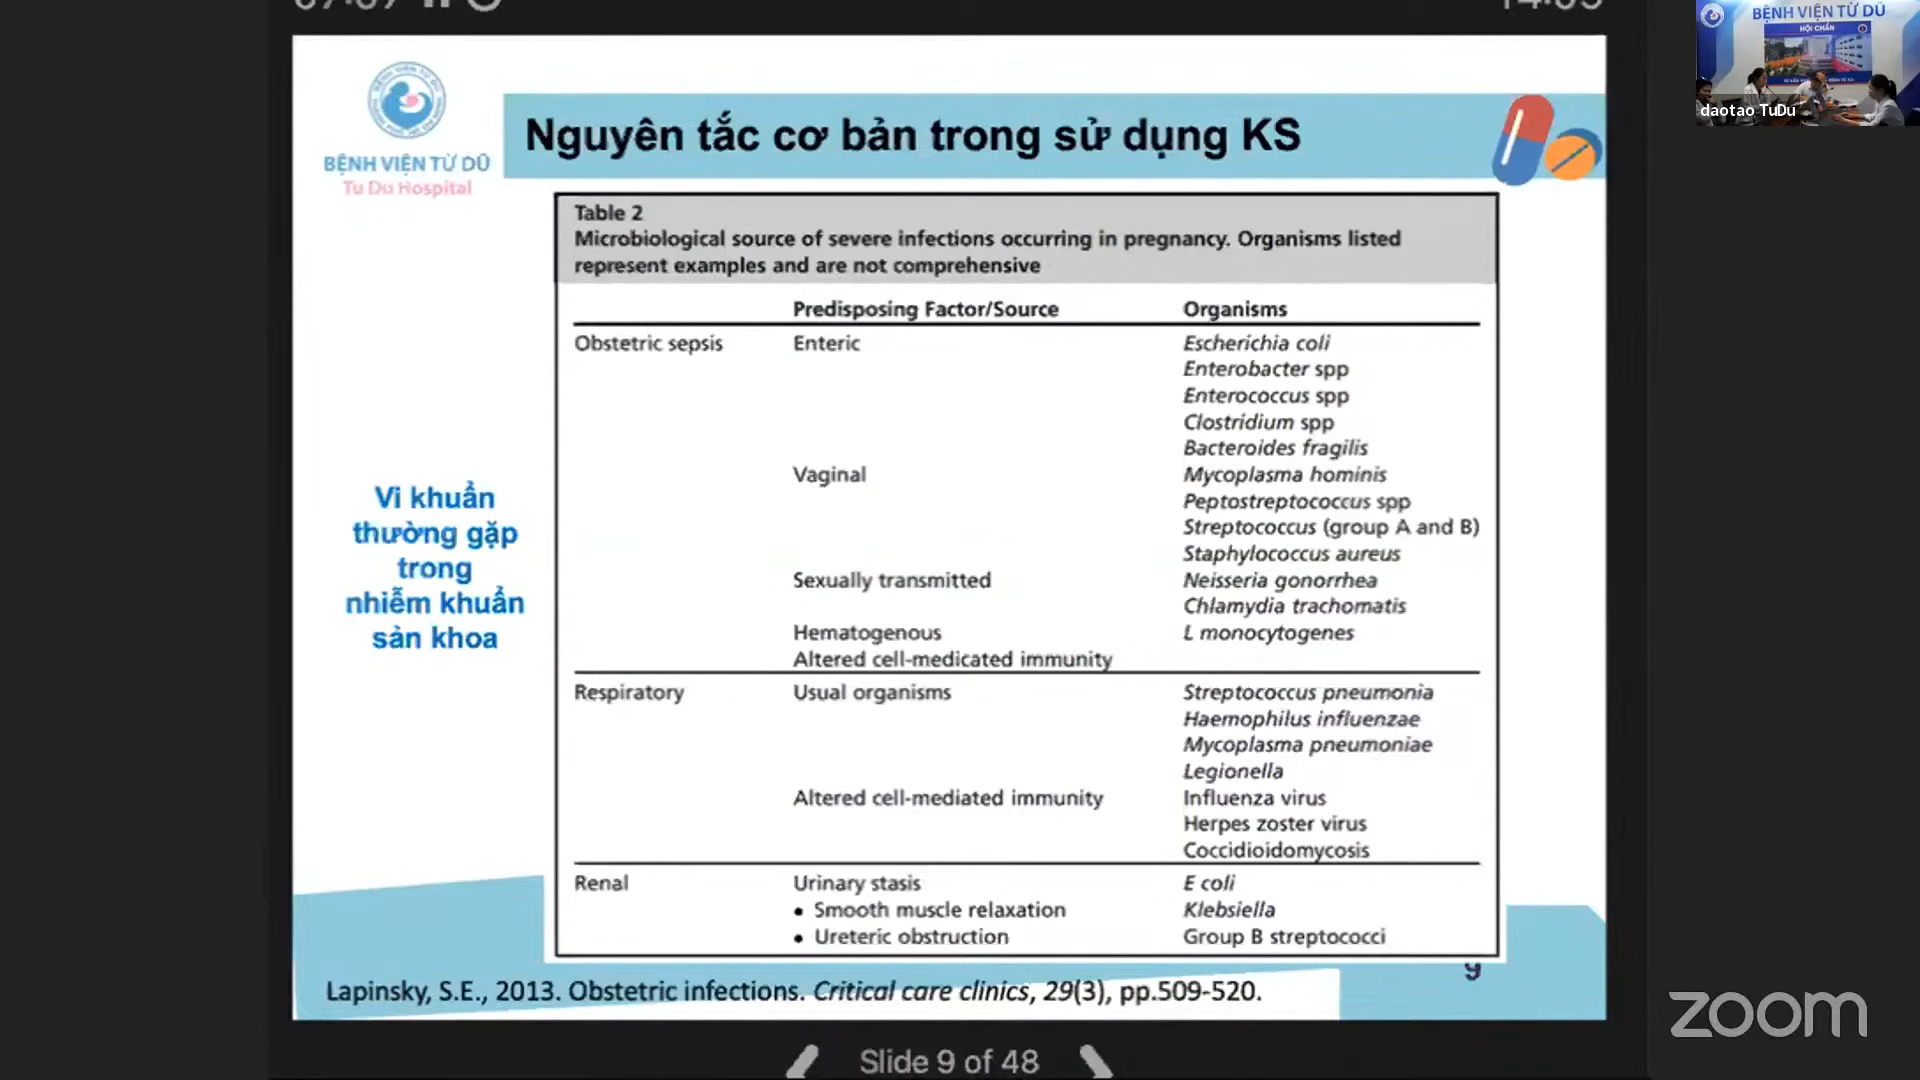 BỆNH VIỆN TỪ DŨ
HỘI CHẨN
daotao TuDu
BỆNH VIỆN TỪ DŨ
Tu Du Hospital
Nguyên tắc cơ bản trong sử dụng KS
Table 2
Microbiological source of severe infections occurring in pregnancy. Organisms listed
represent examples and are not comprehensive
Predisposing Factor/Source Organisms
Obstetric sepsis Enteric Escherichia coli
Enterobacter spp
Enterococcus spp
Clostridium spp
Bacteroides fragilis
Vaginal Mycoplasma hominis
Peptostreptococcus spp
Streptococcus (group A and B)
Staphylococcus aureus
Sexually transmitted Neisseria gonorrhea
Chlamydia trachomatis
Hematogenous L monocytogenes
Altered cell-medicated immunity
Respiratory Usual organisms Streptococcus pneumonia
Haemophilus influenzae
Mycoplasma pneumoniae
Legionella
Altered cell-mediated immunity Influenza virus
Herpes zoster virus
Coccidioidomycosis
Renal Urinary stasis E coli
• Smooth muscle relaxation Klebsiella
• Ureteric obstruction Group B streptococci
Vi khuẩn
thường gặp
trong
nhiễm khuẩn
sản khoa
9
Lapinsky, S.E., 2013. Obstetric infections. Critical care clinics, 29(3), pp.509-520.
Slide 9 of 48
zoom